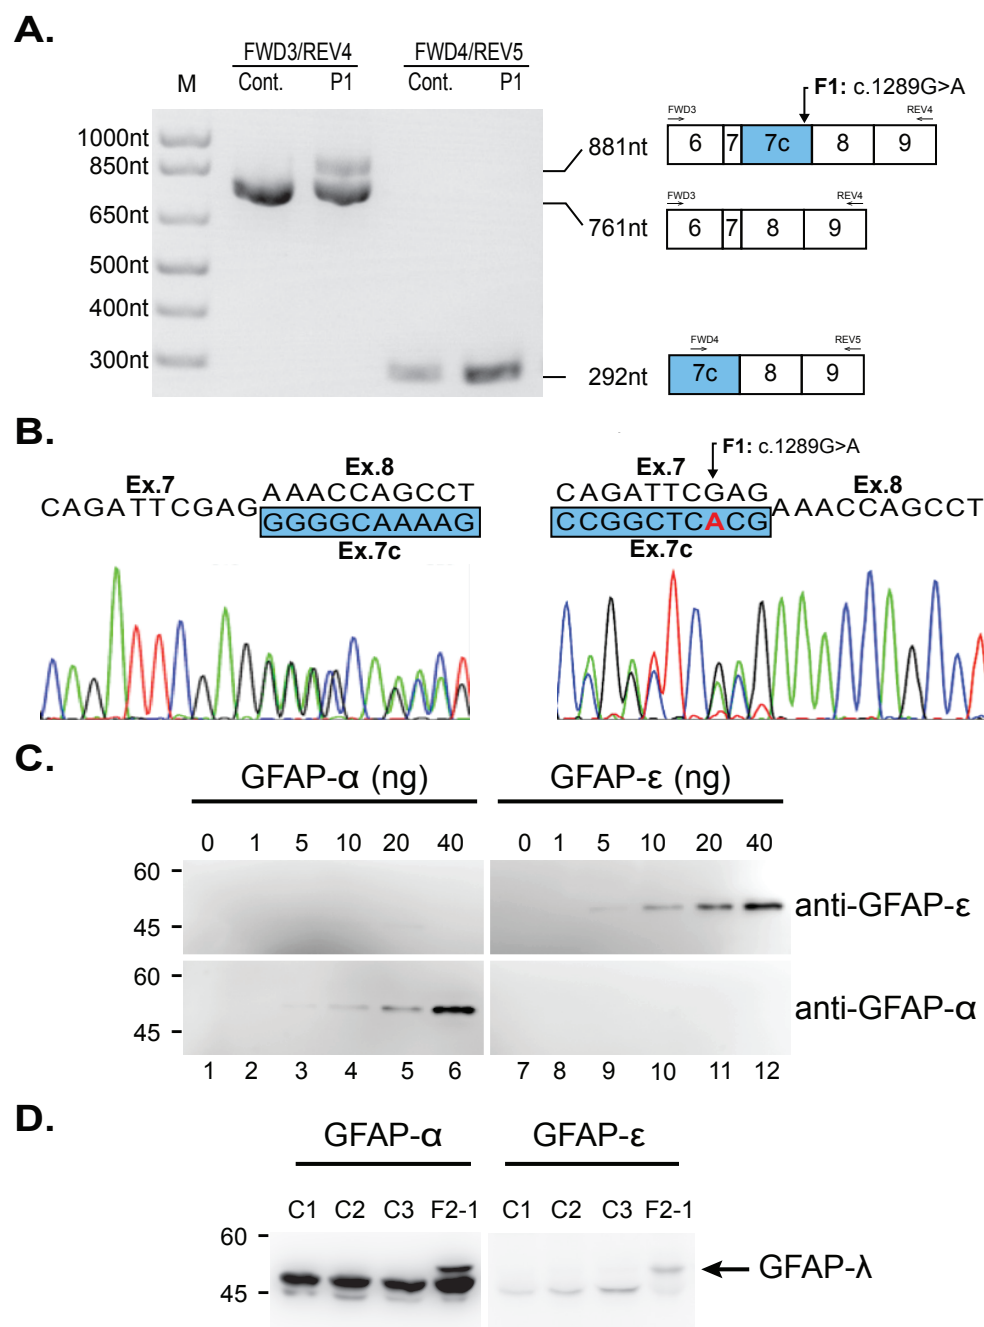 A.
FWD3/REV4 FWD4/REV5
M Cont. P1 Cont. P1
F1: c.1289G>A
1000nt
850nt
650nt
500nt
400nt
300nt
881nt
761nt
292nt
FWD3 REV4
6 7 7c 8 9
FWD3 REV4
6 7 8 9
FWD4 REV5
7c 8 9
B.
F1: c.1289G>A
Ex.7 Ex.8
CAGATTCGAG AAACCAGCCT
GGGGCAAAAG
Ex.7c
Ex.7 Ex.8
CAGATTCGAG AAACCAGCCT
CCGGCTCACG
Ex.7c
C.
GFAP-α (ng) GFAP-ε (ng)
0 1 5 10 20 40 0 1 5 10 20 40
60
45
anti-GFAP-ε
60
45
anti-GFAP-α
1 2 3 4 5 6 7 8 9 10 11 12
D.
GFAP-α GFAP-ε
C1 C2 C3 F2-1 C1 C2 C3 F2-1
60
45
GFAP-λ